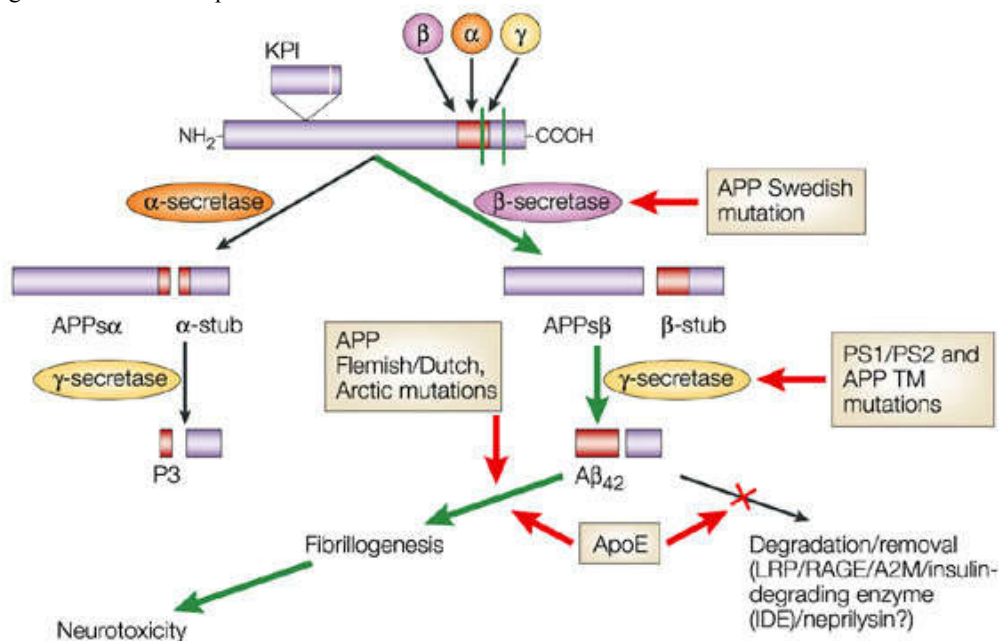 β α γ
KPI
NH2 COOH
α-secretase
β-secretase
APP Swedish
mutation
APPsα α-stub
APPsβ β-stub
APP
Flemish/Dutch,
Arctic mutations
γ-secretase
γ-secretase
PS1/PS2 and
APP TM
mutations
P3
Aβ42
Fibrillogenesis
ApoE
Degradation/removal
(LRP/RAGE/A2M/insulin-
degrading enzyme
(IDE)/neprilysin?)
Neurotoxicity